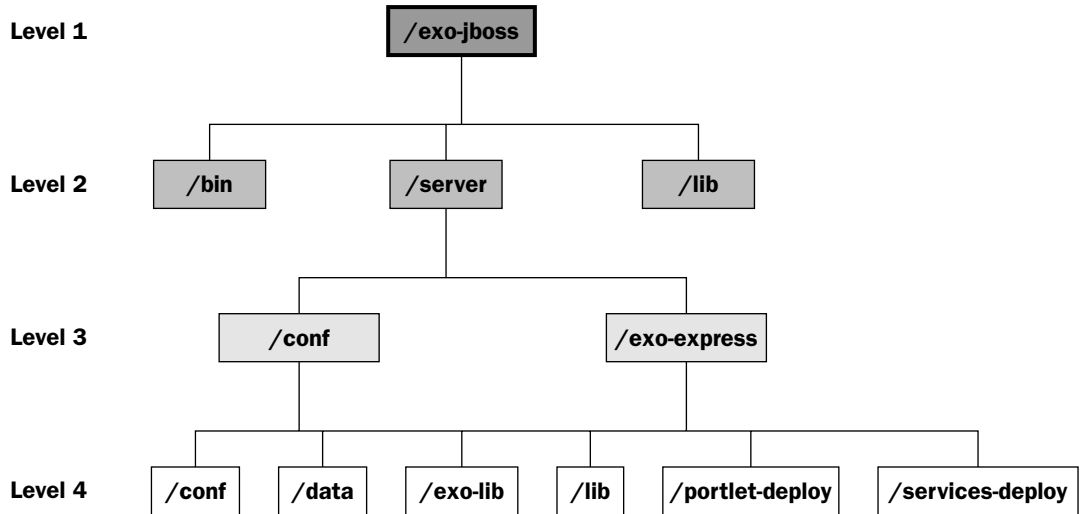 Level 1
/exo-jboss
Level 2
/bin
/server
/lib
Level 3
/conf
/exo-express
Level 4
/conf
/data
/exo-lib
/lib
/portlet-deploy
/services-deploy